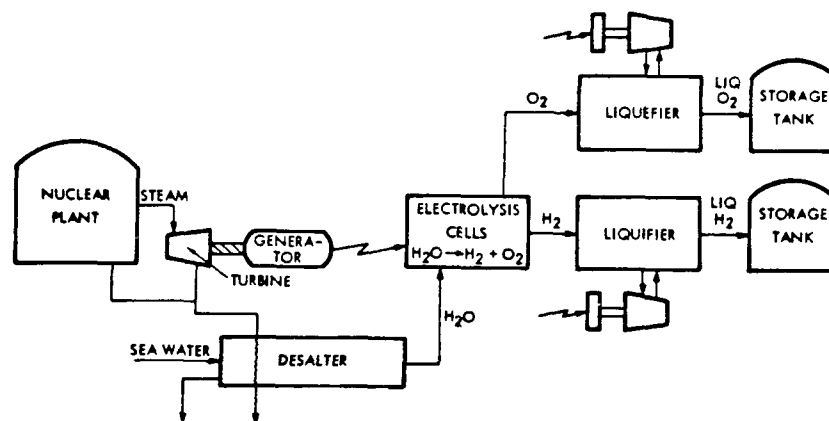 NUCLEAR
PLANT
STEAM
TURBINE
GENERA-
TOR
SEA WATER
DESALTER
H₂O
ELECTROLYSIS
CELLS
H₂O → H₂ + O₂
O₂
LIQUEFIER
LIQ
O₂
STORAGE
TANK
H₂
LIQUIFIER
LIQ
H₂
STORAGE
TANK